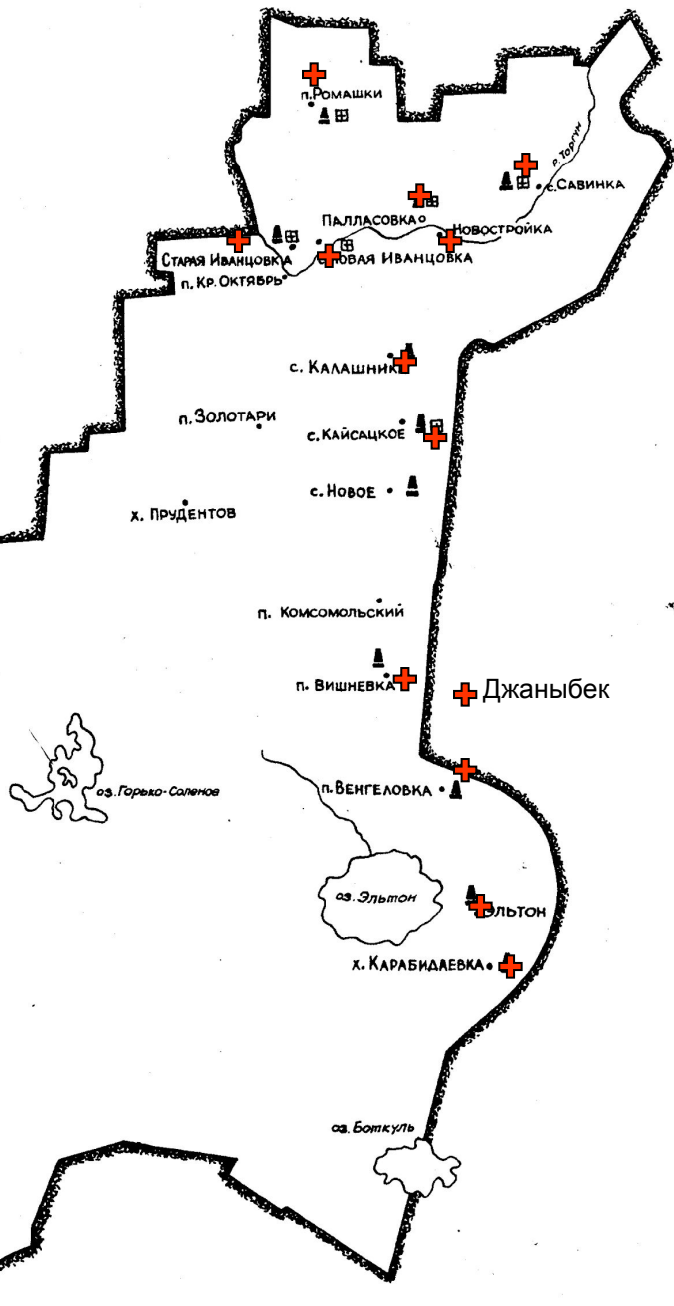 п. Ромашки
р. Торгун
с. Савинка
Палласовка
Новостройка
Старая Иванцовка
Новая Иванцовка
п. Кр. Октябрь
с. Калашник
п. Золотари
с. Кайсацкое
с. Новое
х. Прудентов
п. Комсомольский
п. Вишневка
Джаныбек
оз. Горько-Соленое
п. Венгеловка
оз. Эльтон
Эльтон
х. Карабидаевка
оз. Боткуль